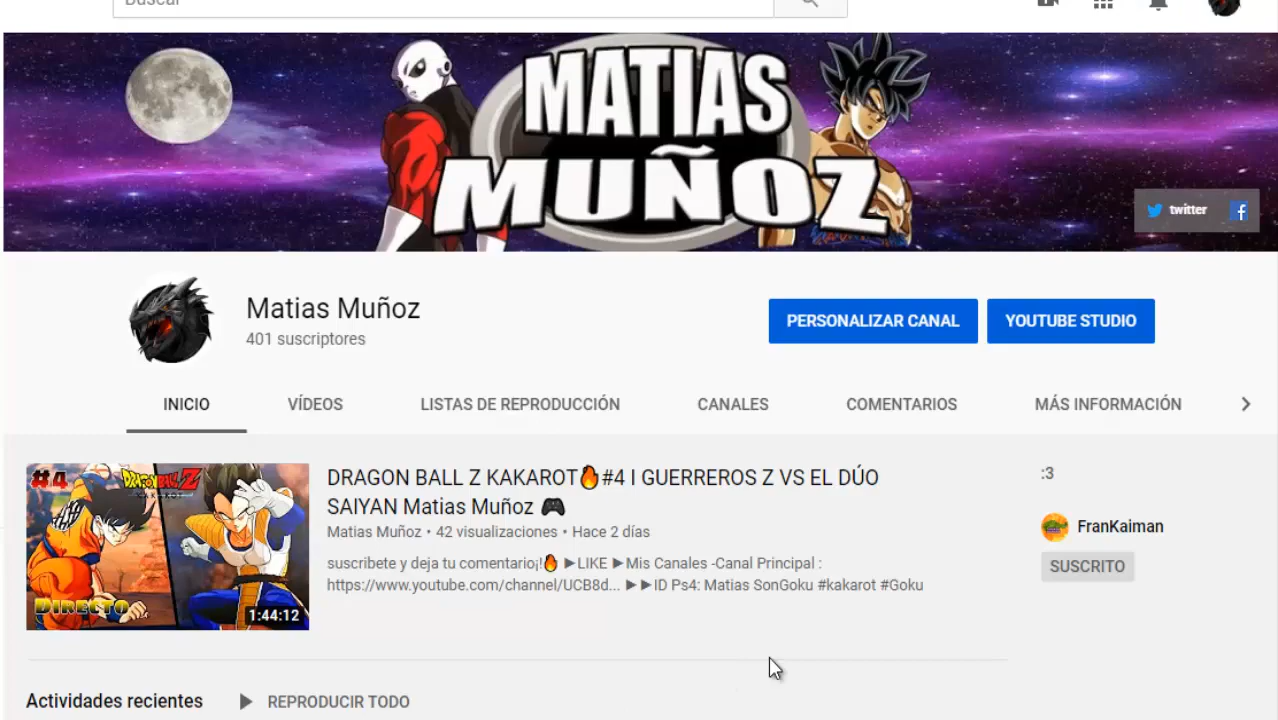 Buscar
MATIAS
MUÑOZ
twitter
Matias Muñoz
401 suscriptores
PERSONALIZAR CANAL
YOUTUBE STUDIO
INICIO
VÍDEOS
LISTAS DE REPRODUCCIÓN
CANALES
COMENTARIOS
MÁS INFORMACIÓN
#4
DRAGON BALL Z
DIRECTO
1:44:12
DRAGON BALL Z KAKAROT🔥#4 I GUERREROS Z VS EL DÚO
SAIYAN Matias Muñoz 🎮
Matias Muñoz • 42 visualizaciones • Hace 2 días
suscribete y deja tu comentario¡!🔥 ►LIKE ►Mis Canales -Canal Principal :
https://www.youtube.com/channel/UCB8d... ►►ID Ps4: Matias SonGoku #kakarot #Goku
:3
FranKaiman
SUSCRITO
Actividades recientes
REPRODUCIR TODO